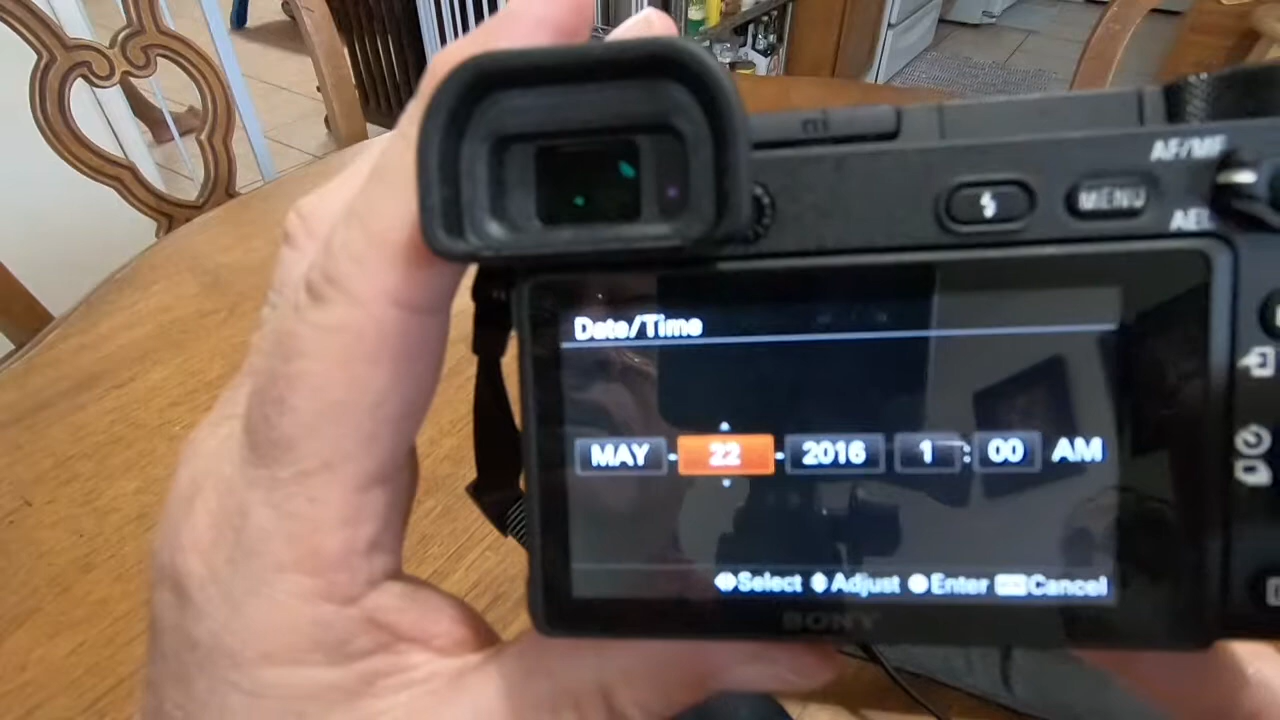 AF/MF
MENU
AEL
Date/Time
MAY - 22 - 2016 1 : 00 AM
Select Adjust Enter Cancel
SONY